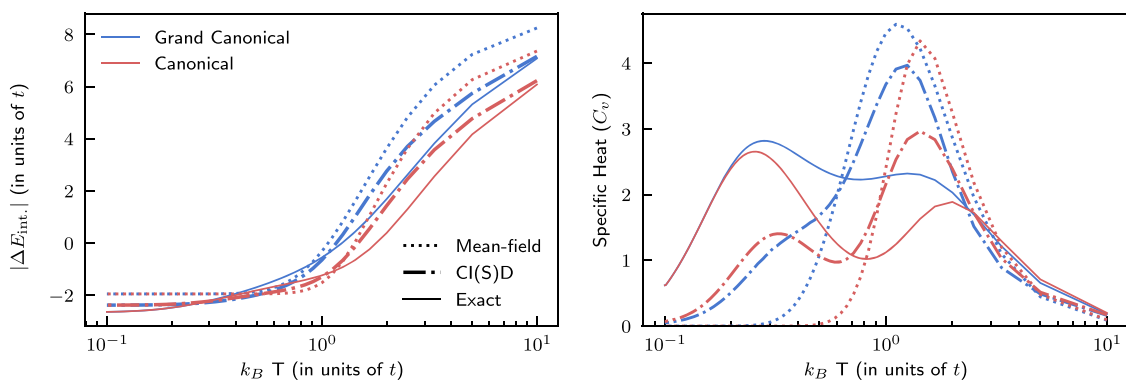 |ΔE_int.| (in units of t)
8
6
4
2
0
−2
Grand Canonical
Canonical
Mean-field
CI(S)D
Exact
10^−1
10^0
10^1
k_B T (in units of t)
Specific Heat (C_v)
4
3
2
1
0
10^−1
10^0
10^1
k_B T (in units of t)